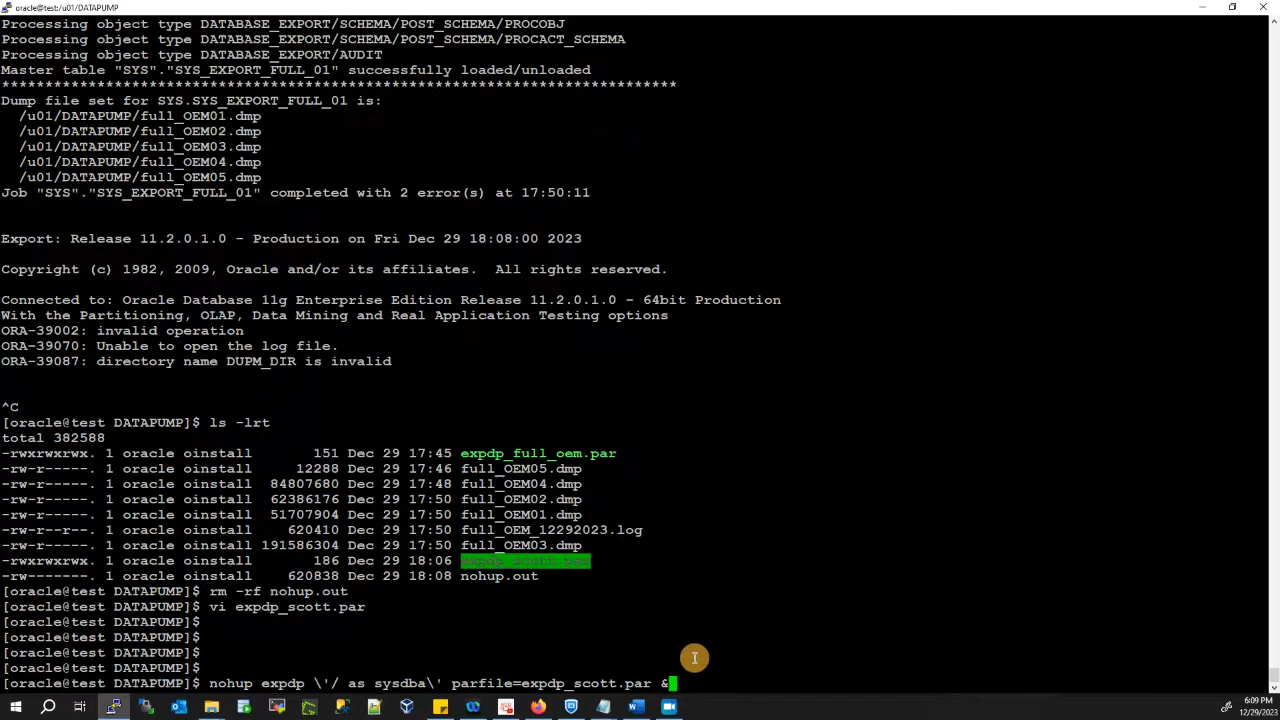 oracle@test:/u01/DATAPUMP
Processing object type DATABASE_EXPORT/SCHEMA/POST_SCHEMA/PROCOBJ
Processing object type DATABASE_EXPORT/SCHEMA/POST_SCHEMA/PROCACT_SCHEMA
Processing object type DATABASE_EXPORT/AUDIT
Master table "SYS"."SYS_EXPORT_FULL_01" successfully loaded/unloaded
******************************************************************************
Dump file set for SYS.SYS_EXPORT_FULL_01 is:
  /u01/DATAPUMP/full_OEM01.dmp
  /u01/DATAPUMP/full_OEM02.dmp
  /u01/DATAPUMP/full_OEM03.dmp
  /u01/DATAPUMP/full_OEM04.dmp
  /u01/DATAPUMP/full_OEM05.dmp
Job "SYS"."SYS_EXPORT_FULL_01" completed with 2 error(s) at 17:50:11
Export: Release 11.2.0.1.0 - Production on Fri Dec 29 18:08:00 2023
Copyright (c) 1982, 2009, Oracle and/or its affiliates.  All rights reserved.
Connected to: Oracle Database 11g Enterprise Edition Release 11.2.0.1.0 - 64bit Production
With the Partitioning, OLAP, Data Mining and Real Application Testing options
ORA-39002: invalid operation
ORA-39070: Unable to open the log file.
ORA-39087: directory name DUPM_DIR is invalid
^C
[oracle@test DATAPUMP]$ ls -lrt
total 382588
-rwxrwxrwx. 1 oracle oinstall       151 Dec 29 17:45 expdp_full_oem.par
-rw-r-----. 1 oracle oinstall     12288 Dec 29 17:46 full_OEM05.dmp
-rw-r-----. 1 oracle oinstall  84807680 Dec 29 17:48 full_OEM04.dmp
-rw-r-----. 1 oracle oinstall  62386176 Dec 29 17:50 full_OEM02.dmp
-rw-r-----. 1 oracle oinstall  51707904 Dec 29 17:50 full_OEM01.dmp
-rw-r--r--. 1 oracle oinstall    620410 Dec 29 17:50 full_OEM_12292023.log
-rw-r-----. 1 oracle oinstall 191586304 Dec 29 17:50 full_OEM03.dmp
-rwxrwxrwx. 1 oracle oinstall       186 Dec 29 18:06 expdp_scott.par
-rw-------. 1 oracle oinstall    620838 Dec 29 18:08 nohup.out
[oracle@test DATAPUMP]$ rm -rf nohup.out
[oracle@test DATAPUMP]$ vi expdp_scott.par
[oracle@test DATAPUMP]$
[oracle@test DATAPUMP]$
[oracle@test DATAPUMP]$
[oracle@test DATAPUMP]$
[oracle@test DATAPUMP]$ nohup expdp \'/ as sysdba\' parfile=expdp_scott.par &
6:09 PM
12/29/2023